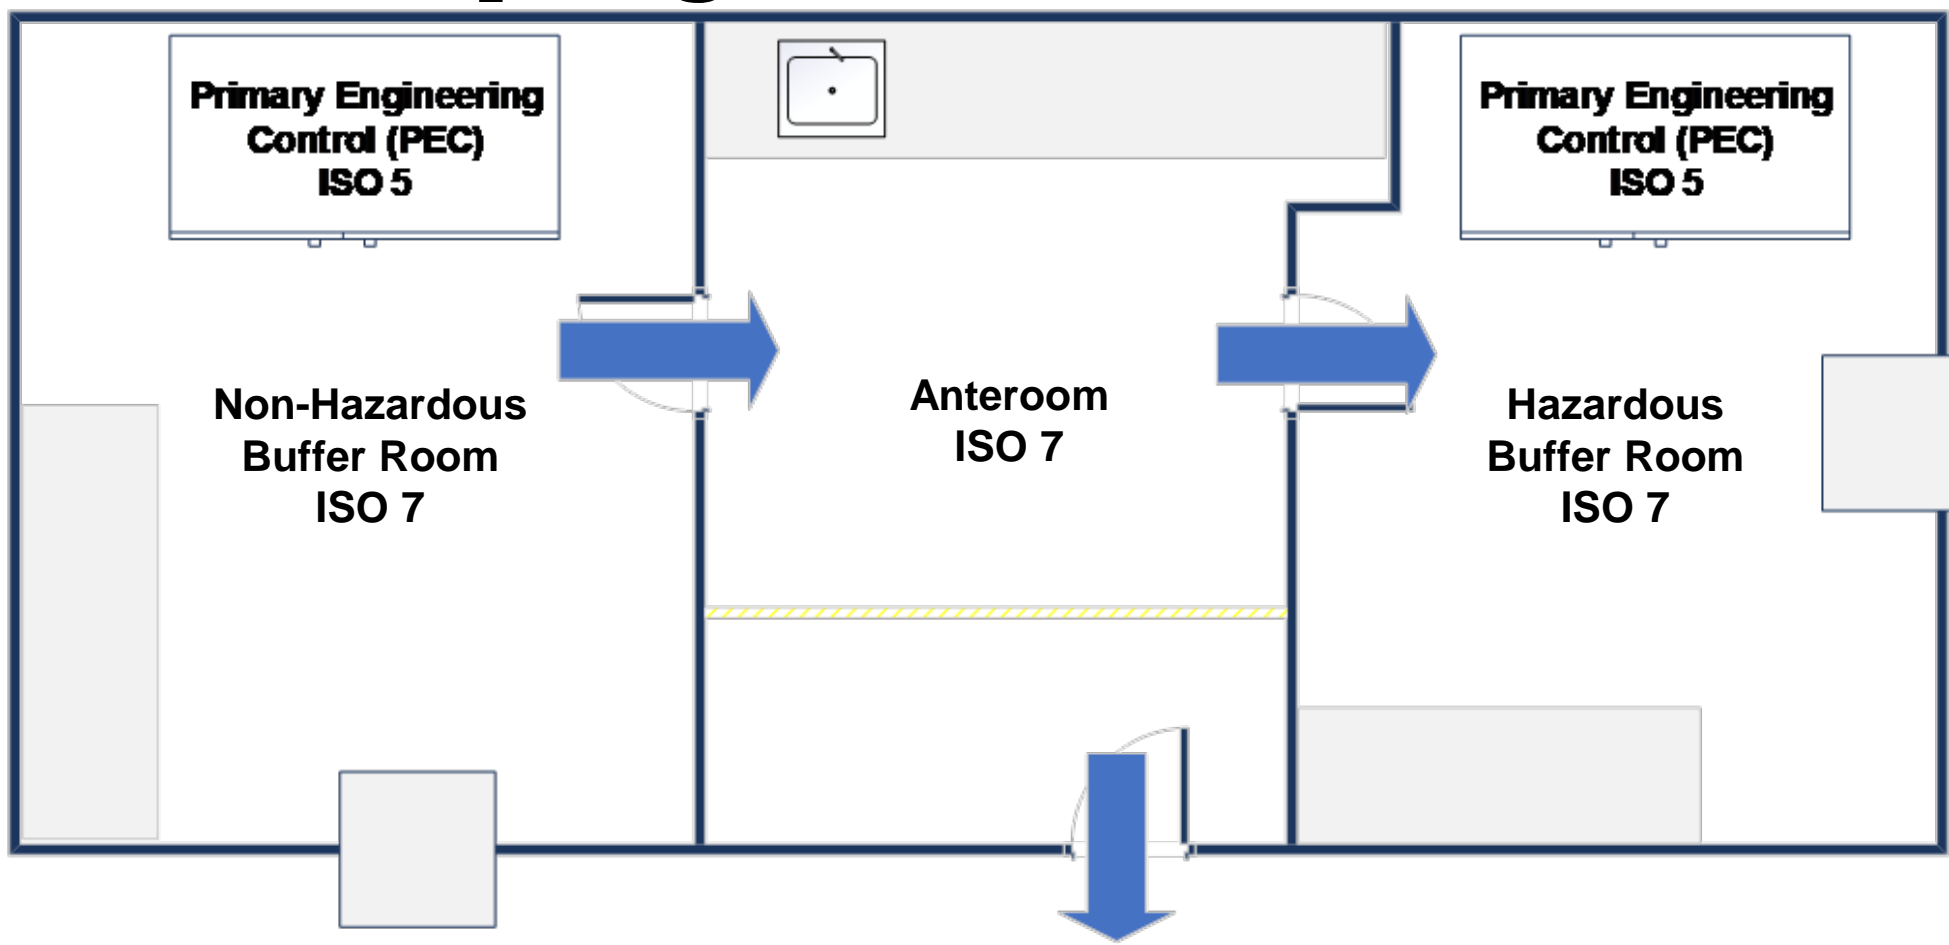 Primary Engineering
Control (PEC)
ISO 5
Primary Engineering
Control (PEC)
ISO 5
Non-Hazardous
Buffer Room
ISO 7
Anteroom
ISO 7
Hazardous
Buffer Room
ISO 7